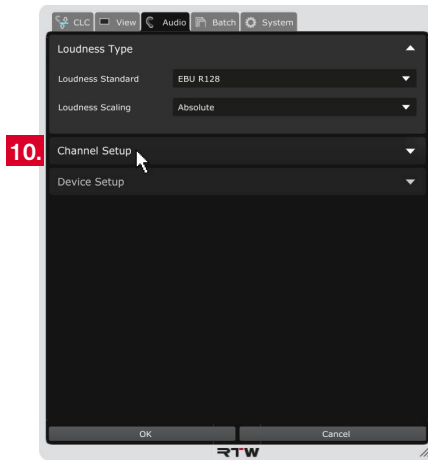 CLC View Audio Batch System
Loudness Type
Loudness Standard EBU R128
Loudness Scaling Absolute
10. Channel Setup
Device Setup
OK Cancel
RTW